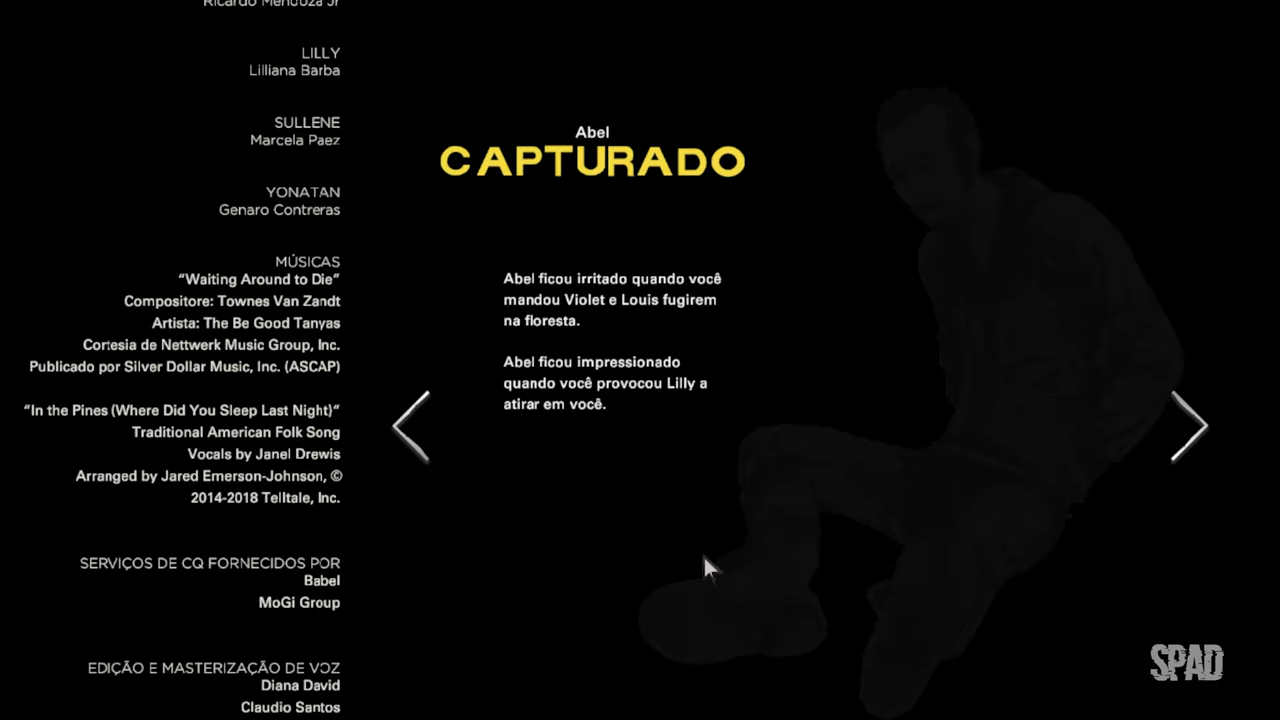 Ricardo Mendoza Jr
LILLY
Lilliana Barba
SULLENE
Marcela Paez
YONATAN
Genaro Contreras
MÚSICAS
“Waiting Around to Die”
Compositore: Townes Van Zandt
Artista: The Be Good Tanyas
Cortesia de Nettwerk Music Group, Inc.
Publicado por Silver Dollar Music, Inc. (ASCAP)
“In the Pines (Where Did You Sleep Last Night)”
Traditional American Folk Song
Vocals by Janel Drewis
Arranged by Jared Emerson-Johnson, ©
2014-2018 Telltale, Inc.
SERVIÇOS DE CQ FORNECIDOS POR
Babel
MoGi Group
EDIÇÃO E MASTERIZAÇÃO DE VOZ
Diana David
Claudio Santos
Abel
CAPTURADO
Abel ficou irritado quando você
mandou Violet e Louis fugirem
na floresta.
Abel ficou impressionado
quando você provocou Lilly a
atirar em você.
SPAD